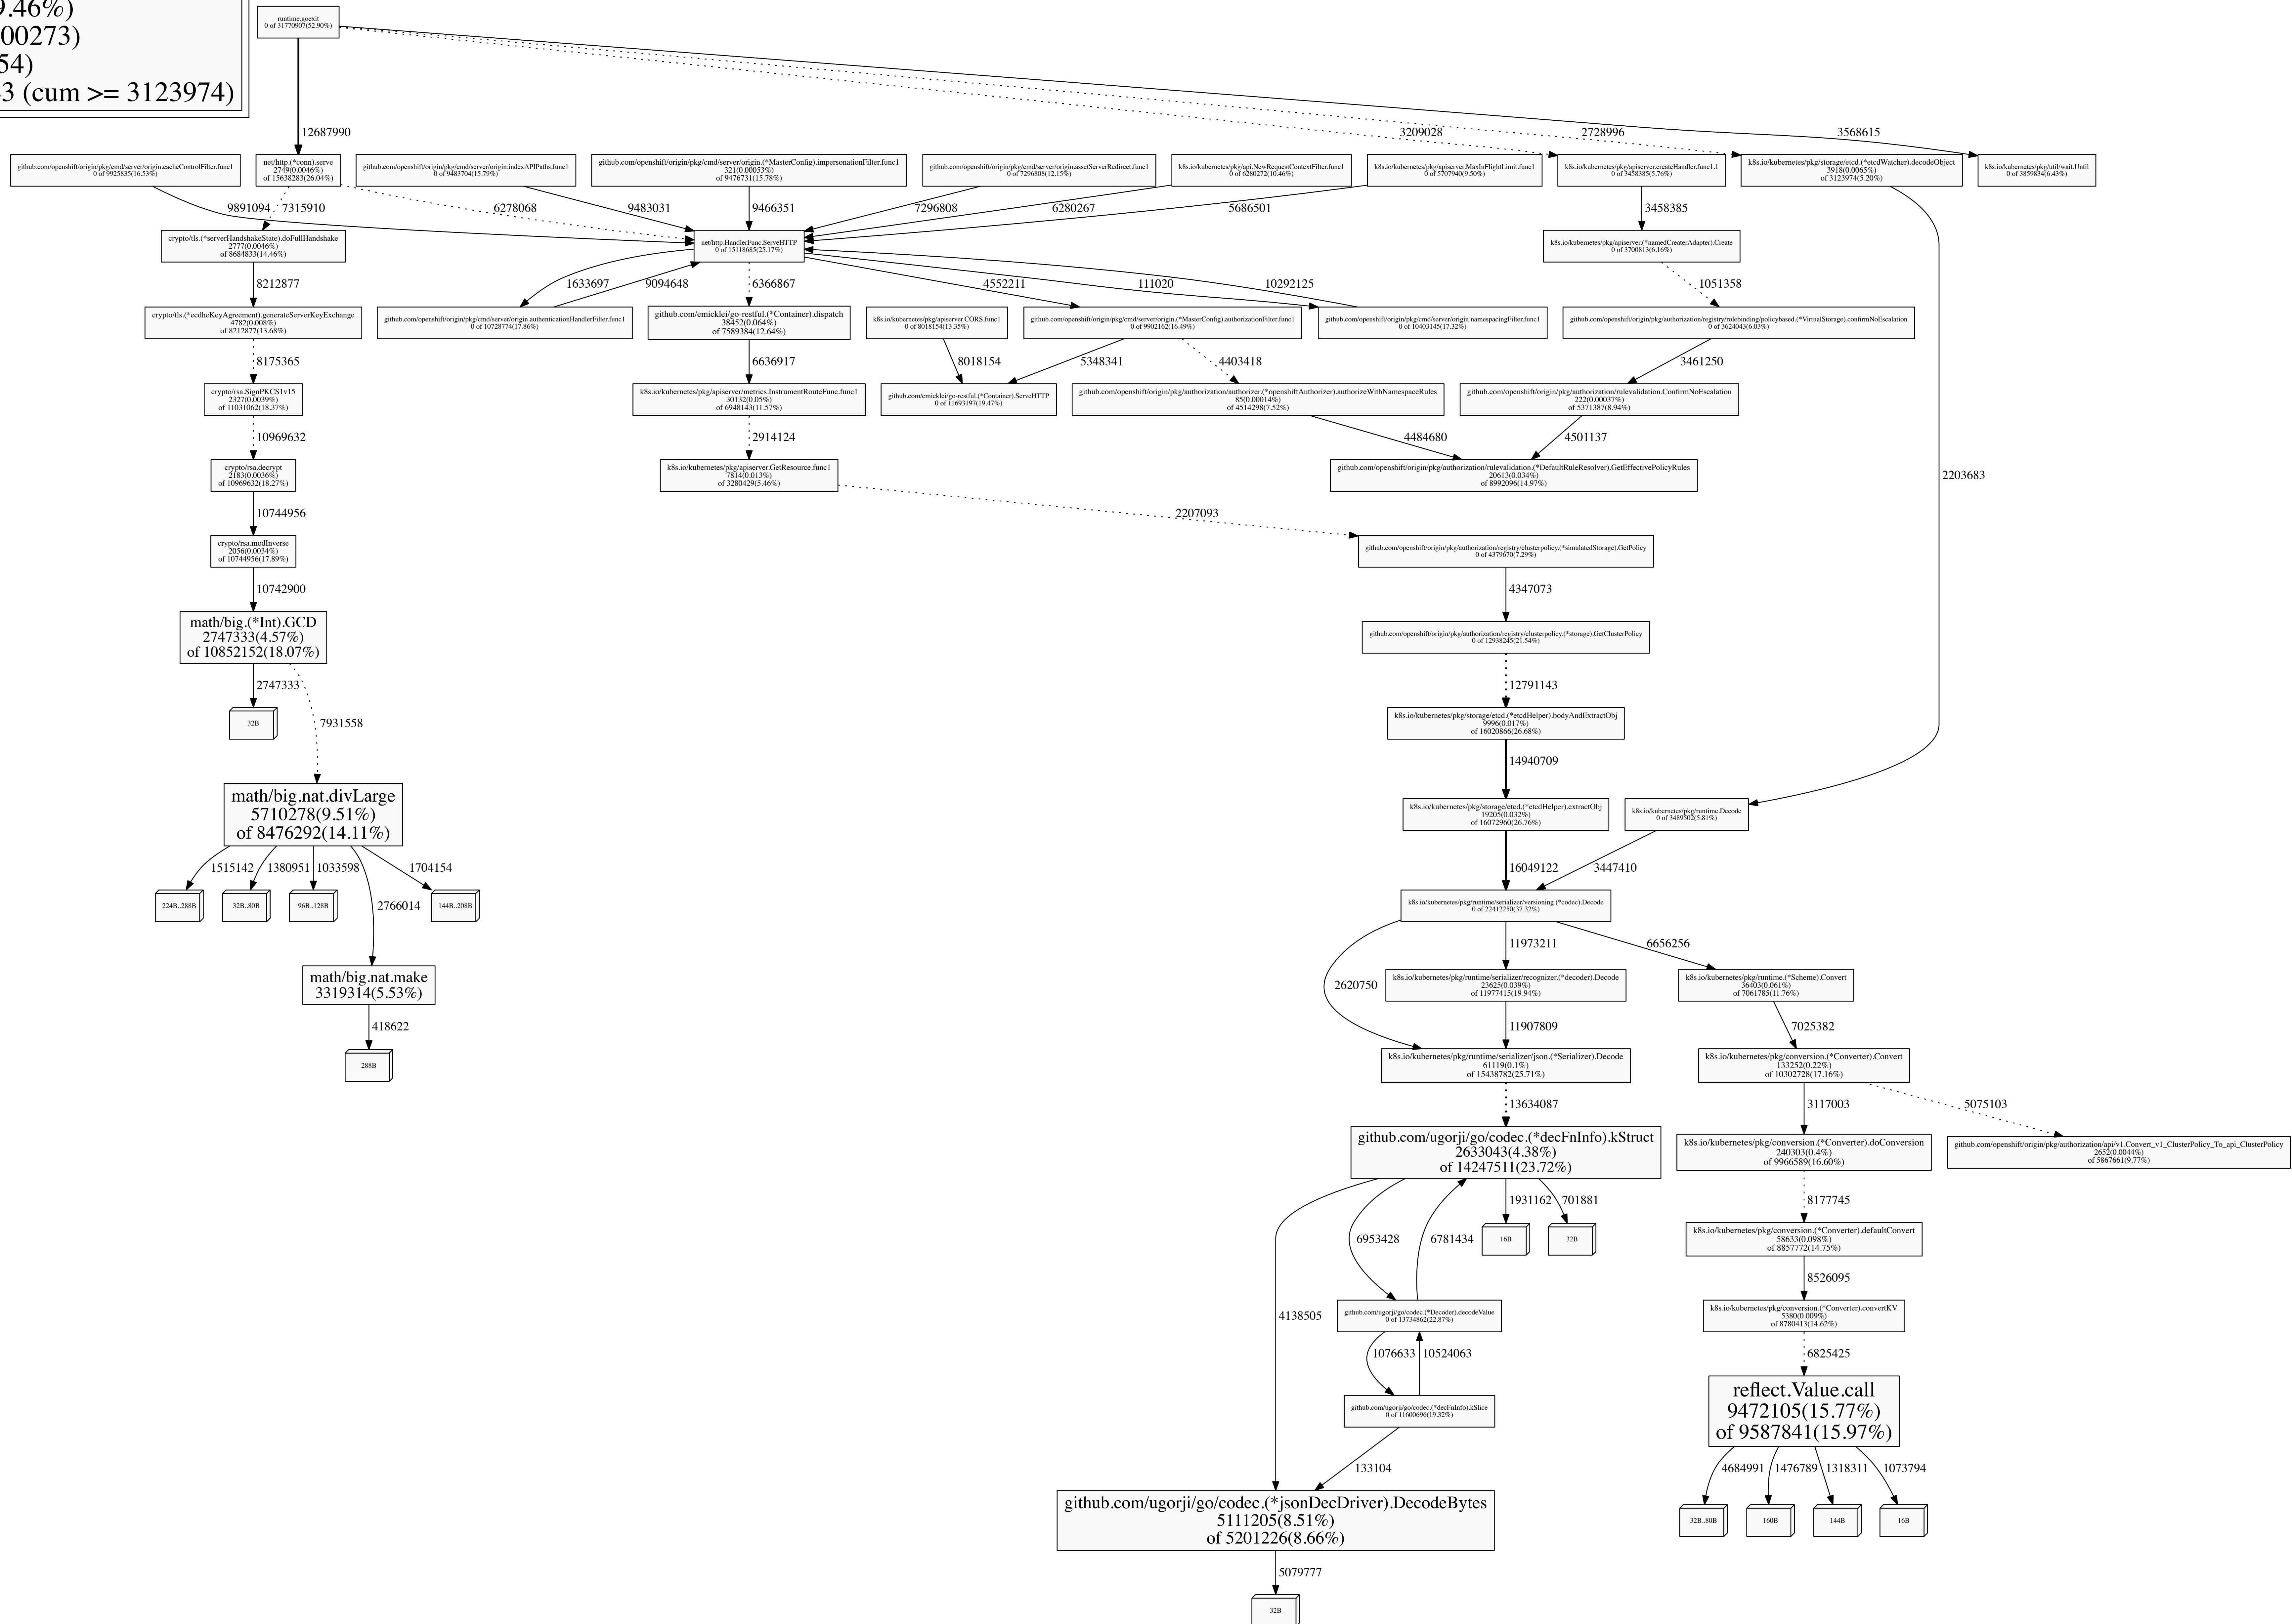 9.46%)
00273)
54)
3 (cum >= 3123974)
runtime.goexit
0 of 31770907(52.90%)
12687990
3209028
2728996
3568615
github.com/openshift/origin/pkg/cmd/server/origin.cacheControlFilter.func1
0 of 9925835(16.53%)
net/http.(*conn).serve
2749(0.0046%)
of 15638283(26.04%)
github.com/openshift/origin/pkg/cmd/server/origin.indexAPIPaths.func1
0 of 9483704(15.79%)
github.com/openshift/origin/pkg/cmd/server/origin.(*MasterConfig).impersonationFilter.func1
321(0.00053%)
of 9476731(15.78%)
github.com/openshift/origin/pkg/cmd/server/origin.assetServerRedirect.func1
0 of 7296808(12.15%)
k8s.io/kubernetes/pkg/api.NewRequestContextFilter.func1
0 of 6280272(10.46%)
k8s.io/kubernetes/pkg/apiserver.MaxInFlightLimit.func1
0 of 5707940(9.50%)
k8s.io/kubernetes/pkg/apiserver.createHandler.func1.1
0 of 3458385(5.76%)
k8s.io/kubernetes/pkg/storage/etcd.(*etcdWatcher).decodeObject
3918(0.0065%)
of 3123974(5.20%)
k8s.io/kubernetes/pkg/util/wait.Until
0 of 3859834(6.43%)
9891094
7315910
6278068
9483031
9466351
7296808
6280267
5686501
3458385
crypto/tls.(*serverHandshakeState).doFullHandshake
2777(0.0046%)
of 8684833(14.46%)
net/http.HandlerFunc.ServeHTTP
0 of 15118685(25.17%)
k8s.io/kubernetes/pkg/apiserver.(*namedCreaterAdapter).Create
0 of 3700813(6.16%)
8212877
1633697
9094648
6366867
4552211
111020
10292125
1051358
crypto/tls.(*ecdheKeyAgreement).generateServerKeyExchange
4782(0.008%)
of 8212877(13.68%)
github.com/openshift/origin/pkg/cmd/server/origin.authenticationHandlerFilter.func1
0 of 10728774(17.86%)
github.com/emicklei/go-restful.(*Container).dispatch
38452(0.064%)
of 7589384(12.64%)
k8s.io/kubernetes/pkg/apiserver.CORS.func1
0 of 8018154(13.35%)
github.com/openshift/origin/pkg/cmd/server/origin.(*MasterConfig).authorizationFilter.func1
0 of 9902162(16.49%)
github.com/openshift/origin/pkg/cmd/server/origin.namespacingFilter.func1
0 of 10403145(17.32%)
github.com/openshift/origin/pkg/authorization/registry/rolebinding/policybased.(*VirtualStorage).confirmNoEscalation
0 of 3624043(6.03%)
8175365
6636917
8018154
5348341
4403418
3461250
crypto/rsa.SignPKCS1v15
2327(0.0039%)
of 11031062(18.37%)
k8s.io/kubernetes/pkg/apiserver/metrics.InstrumentRouteFunc.func1
30132(0.05%)
of 6948143(11.57%)
github.com/emicklei/go-restful.(*Container).ServeHTTP
0 of 11693197(19.47%)
github.com/openshift/origin/pkg/authorization/authorizer.(*openshiftAuthorizer).authorizeWithNamespaceRules
85(0.00014%)
of 4514298(7.52%)
github.com/openshift/origin/pkg/authorization/rulevalidation.ConfirmNoEscalation
222(0.00037%)
of 5371387(8.94%)
10969632
2914124
4484680
4501137
crypto/rsa.decrypt
2183(0.0036%)
of 10969632(18.27%)
k8s.io/kubernetes/pkg/apiserver.GetResource.func1
7814(0.013%)
of 3280429(5.46%)
github.com/openshift/origin/pkg/authorization/rulevalidation.(*DefaultRuleResolver).GetEffectivePolicyRules
20613(0.034%)
of 8992096(14.97%)
2203683
10744956
2207093
crypto/rsa.modInverse
2056(0.0034%)
of 10744956(17.89%)
github.com/openshift/origin/pkg/authorization/registry/clusterpolicy.(*simulatedStorage).GetPolicy
0 of 4379670(7.29%)
10742900
4347073
math/big.(*Int).GCD
2747333(4.57%)
of 10852152(18.07%)
github.com/openshift/origin/pkg/authorization/registry/clusterpolicy.(*storage).GetClusterPolicy
0 of 12938245(21.54%)
2747333
12791143
32B
7931558
k8s.io/kubernetes/pkg/storage/etcd.(*etcdHelper).bodyAndExtractObj
9996(0.017%)
of 16020866(26.68%)
14940709
math/big.nat.divLarge
5710278(9.51%)
of 8476292(14.11%)
k8s.io/kubernetes/pkg/storage/etcd.(*etcdHelper).extractObj
19205(0.032%)
of 16072960(26.76%)
k8s.io/kubernetes/pkg/runtime.Decode
0 of 3489502(5.81%)
1515142
1380951
1033598
1704154
16049122
3447410
224B..288B
32B..80B
96B..128B
2766014
144B..208B
k8s.io/kubernetes/pkg/runtime/serializer/versioning.(*codec).Decode
0 of 22412250(37.32%)
11973211
6656256
math/big.nat.make
3319314(5.53%)
2620750
k8s.io/kubernetes/pkg/runtime/serializer/recognizer.(*decoder).Decode
23625(0.039%)
of 11977415(19.94%)
k8s.io/kubernetes/pkg/runtime.(*Scheme).Convert
36403(0.061%)
of 7061785(11.76%)
418622
11907809
7025382
288B
k8s.io/kubernetes/pkg/runtime/serializer/json.(*Serializer).Decode
61119(0.1%)
of 15438782(25.71%)
k8s.io/kubernetes/pkg/conversion.(*Converter).Convert
133252(0.22%)
of 10302728(17.16%)
13634087
3117003
5075103
github.com/ugorji/go/codec.(*decFnInfo).kStruct
2633043(4.38%)
of 14247511(23.72%)
k8s.io/kubernetes/pkg/conversion.(*Converter).doConversion
240303(0.4%)
of 9966589(16.60%)
github.com/openshift/origin/pkg/authorization/api/v1.Convert_v1_ClusterPolicy_To_api_ClusterPolicy
2652(0.0044%)
of 5867661(9.77%)
1931162
701881
8177745
6953428
6781434
16B
32B
k8s.io/kubernetes/pkg/conversion.(*Converter).defaultConvert
58633(0.098%)
of 8857772(14.75%)
8526095
4138505
github.com/ugorji/go/codec.(*Decoder).decodeValue
0 of 13734862(22.87%)
k8s.io/kubernetes/pkg/conversion.(*Converter).convertKV
5380(0.009%)
of 8780413(14.62%)
1076633
10524063
6825425
github.com/ugorji/go/codec.(*decFnInfo).kSlice
0 of 11600696(19.32%)
reflect.Value.call
9472105(15.77%)
of 9587841(15.97%)
133104
4684991
1476789
1318311
1073794
github.com/ugorji/go/codec.(*jsonDecDriver).DecodeBytes
5111205(8.51%)
of 5201226(8.66%)
32B..80B
160B
144B
16B
5079777
32B